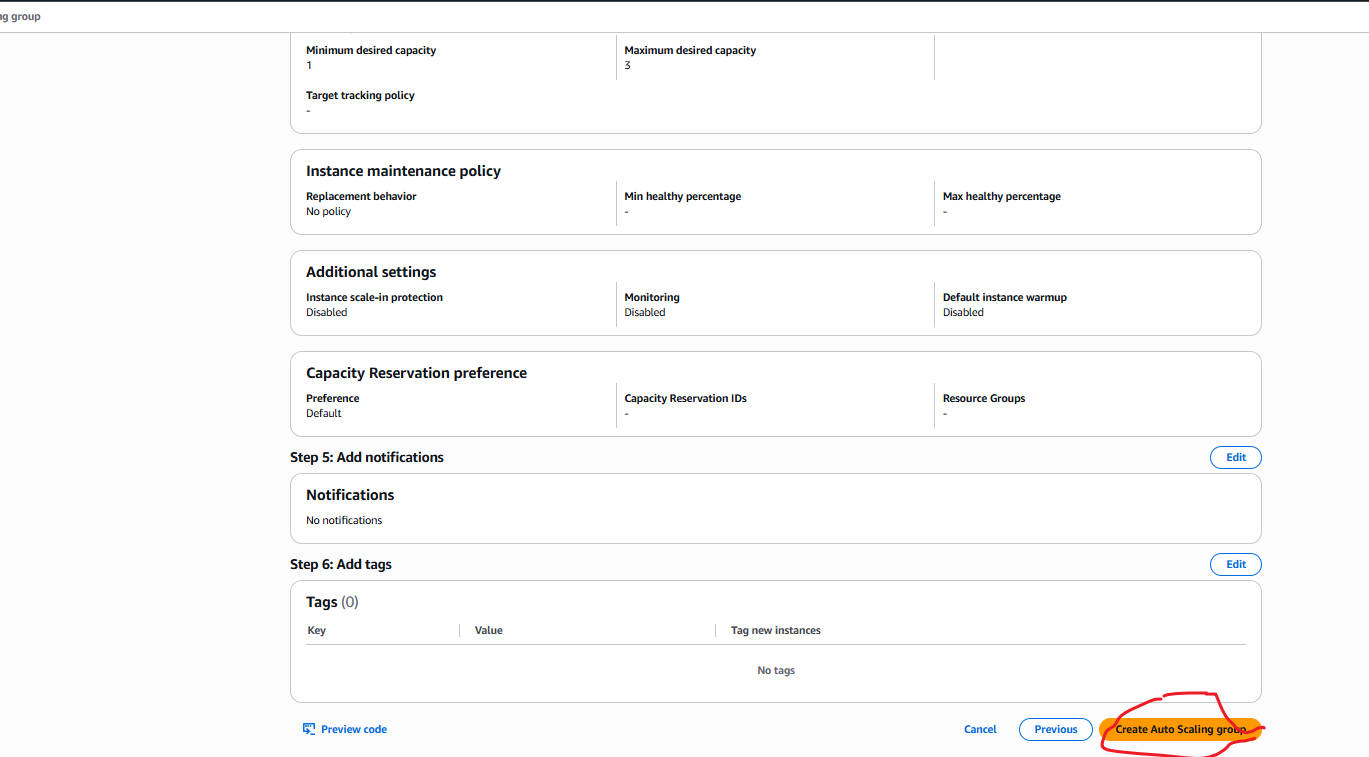 ng group
Minimum desired capacity
1
Maximum desired capacity
3
Target tracking policy
-
Instance maintenance policy
Replacement behavior
No policy
Min healthy percentage
-
Max healthy percentage
-
Additional settings
Instance scale-in protection
Disabled
Monitoring
Disabled
Default instance warmup
Disabled
Capacity Reservation preference
Preference
Default
Capacity Reservation IDs
-
Resource Groups
-
Step 5: Add notifications
Edit
Notifications
No notifications
Step 6: Add tags
Edit
Tags (0)
Key
Value
Tag new instances
No tags
Preview code
Cancel
Previous
Create Auto Scaling group